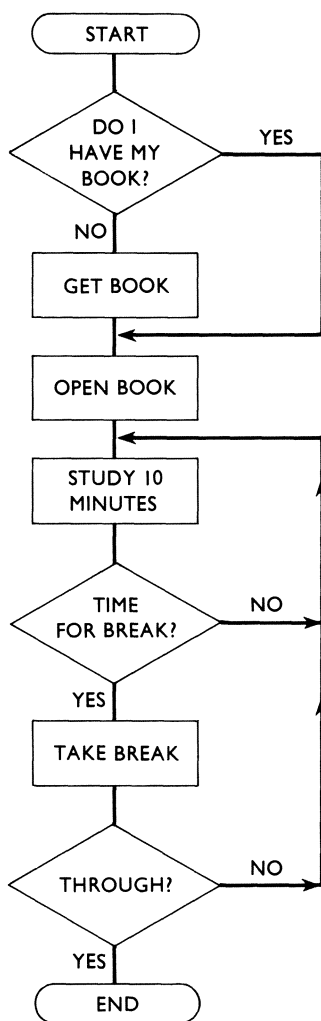 START
DO I
HAVE MY
BOOK?
YES
NO
GET BOOK
OPEN BOOK
STUDY 10
MINUTES
TIME
FOR BREAK?
NO
YES
TAKE BREAK
THROUGH?
NO
YES
END